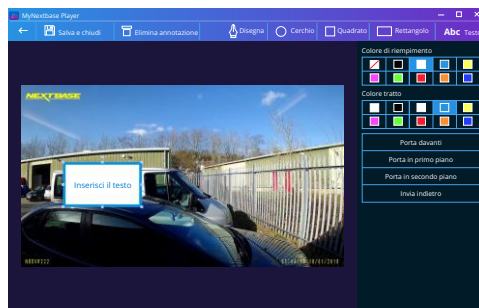 MyNextbase Player
Salva e chiudi
Elimina annotazione
Disegna
Cerchio
Quadrato
Rettangolo
Abc Testo
Colore di riempimento
NEXTBASE
Colore tratto
Inserisci il testo
Porta davanti
Porta in primo piano
Porta in secondo piano
Invia indietro